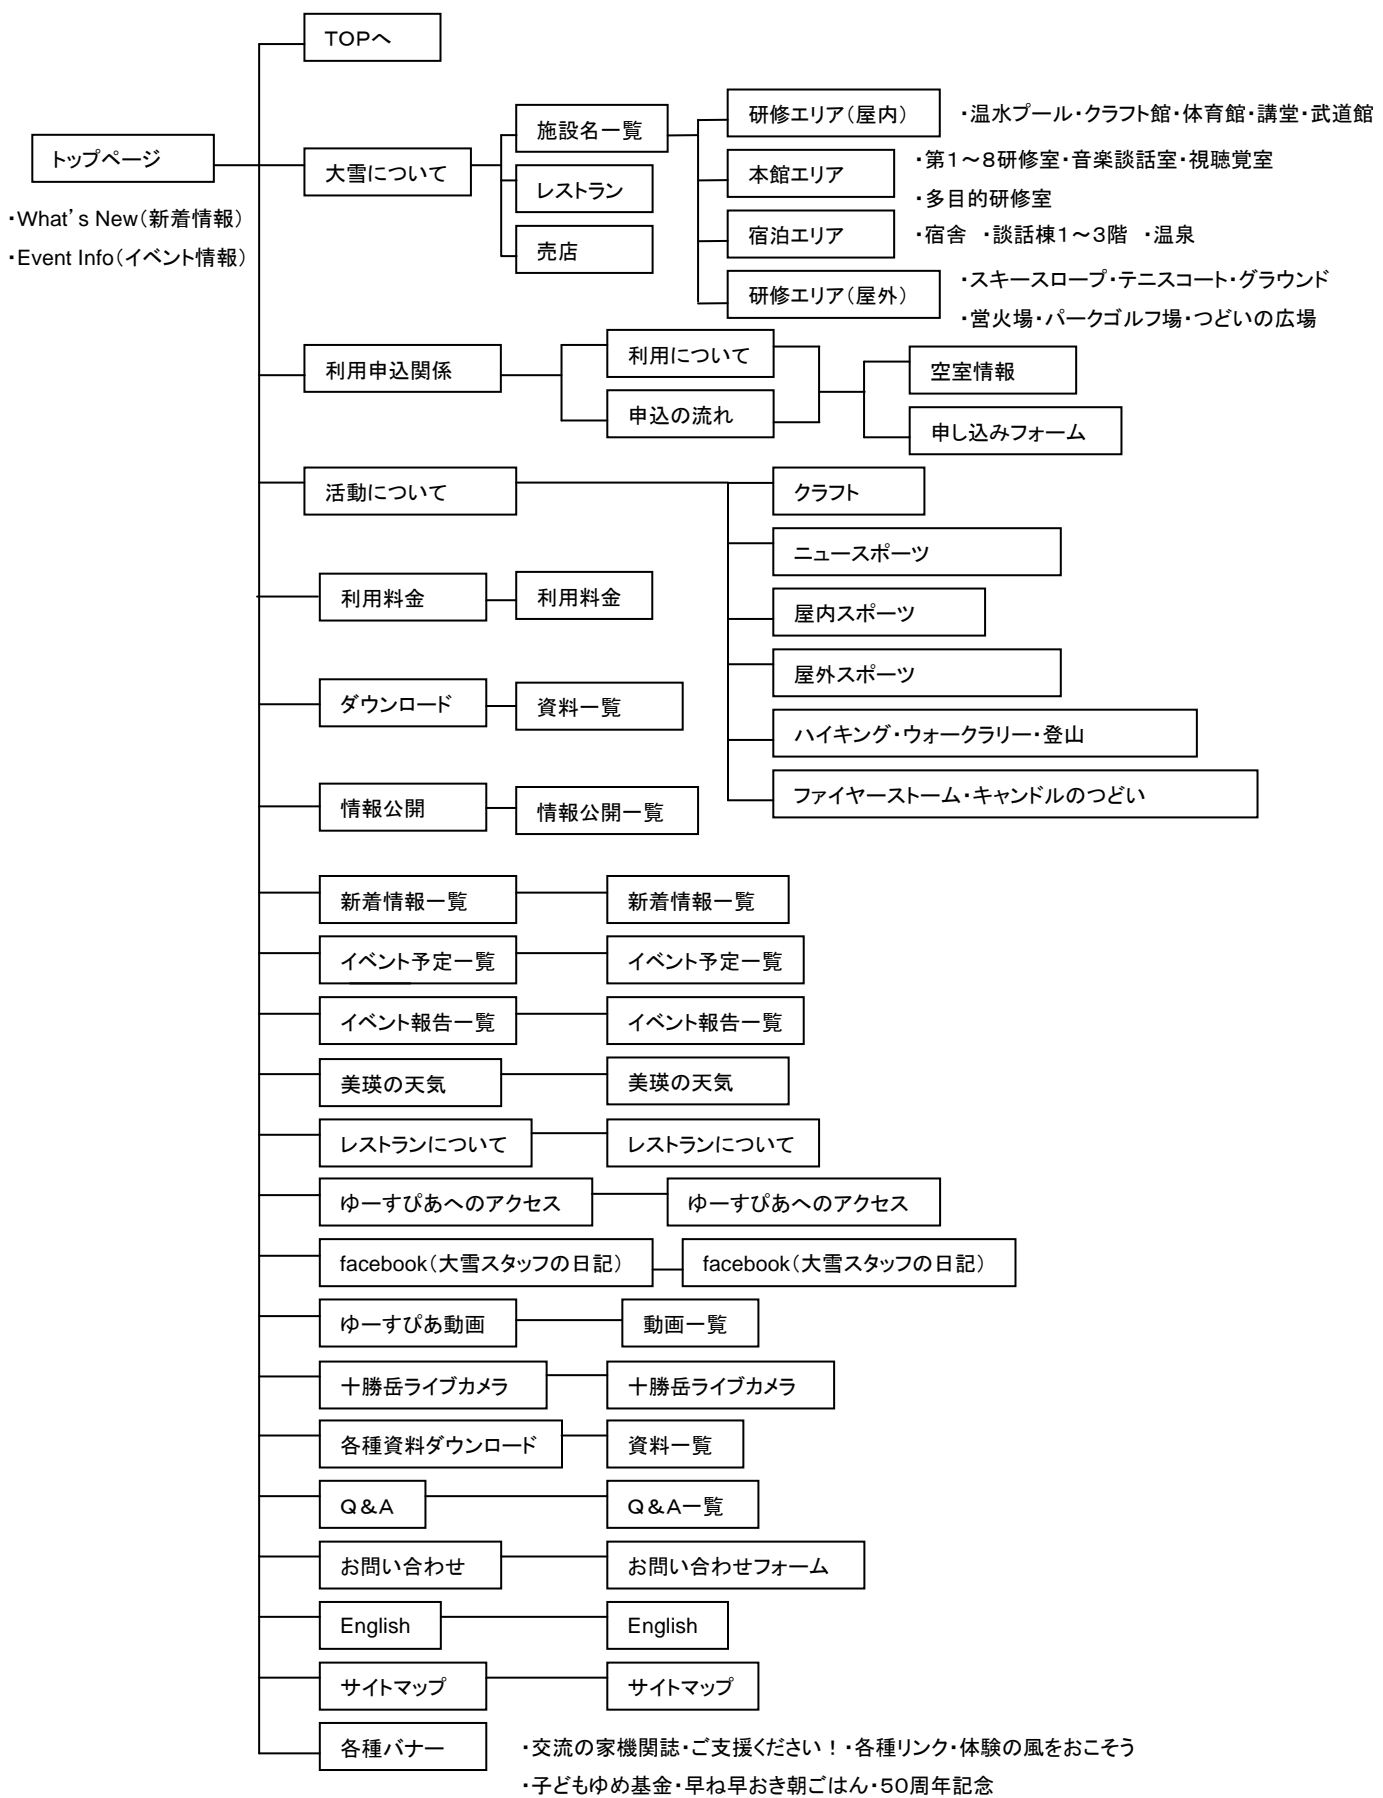 TOPへ
トップページ
・What's New（新着情報）
・Event Info（イベント情報）
大雪について
施設名一覧
レストラン
売店
研修エリア（屋内）
・温水プール・クラフト館・体育館・講堂・武道館
本館エリア
・第１～８研修室・音楽談話室・視聴覚室
・多目的研修室
宿泊エリア
・宿舎　・談話棟１～３階　・温泉
研修エリア（屋外）
・スキースロープ・テニスコート・グラウンド
・営火場・パークゴルフ場・つどいの広場
利用申込関係
利用について
申込の流れ
空室情報
申し込みフォーム
活動について
クラフト
ニュースポーツ
屋内スポーツ
屋外スポーツ
ハイキング・ウォークラリー・登山
ファイヤーストーム・キャンドルのつどい
利用料金
利用料金
ダウンロード
資料一覧
情報公開
情報公開一覧
新着情報一覧
新着情報一覧
イベント予定一覧
イベント予定一覧
イベント報告一覧
イベント報告一覧
美瑛の天気
美瑛の天気
レストランについて
レストランについて
ゆーすぴあへのアクセス
ゆーすぴあへのアクセス
facebook（大雪スタッフの日記）
facebook（大雪スタッフの日記）
ゆーすぴあ動画
動画一覧
十勝岳ライブカメラ
十勝岳ライブカメラ
各種資料ダウンロード
資料一覧
Ｑ＆Ａ
Ｑ＆Ａ一覧
お問い合わせ
お問い合わせフォーム
English
English
サイトマップ
サイトマップ
各種バナー
・交流の家機関誌・ご支援ください！・各種リンク・体験の風をおこそう
・子どもゆめ基金・早ね早おき朝ごはん・５０周年記念